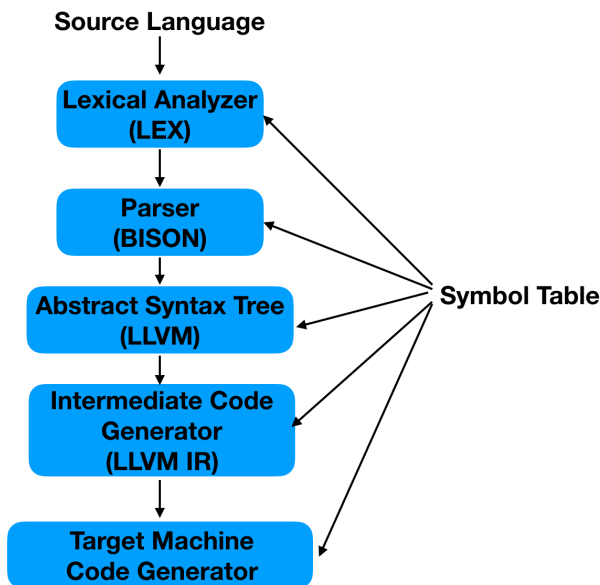 Source Language
Lexical Analyzer
(LEX)
Parser
(BISON)
Abstract Syntax Tree
(LLVM)
Intermediate Code
Generator
(LLVM IR)
Target Machine
Code Generator
Symbol Table